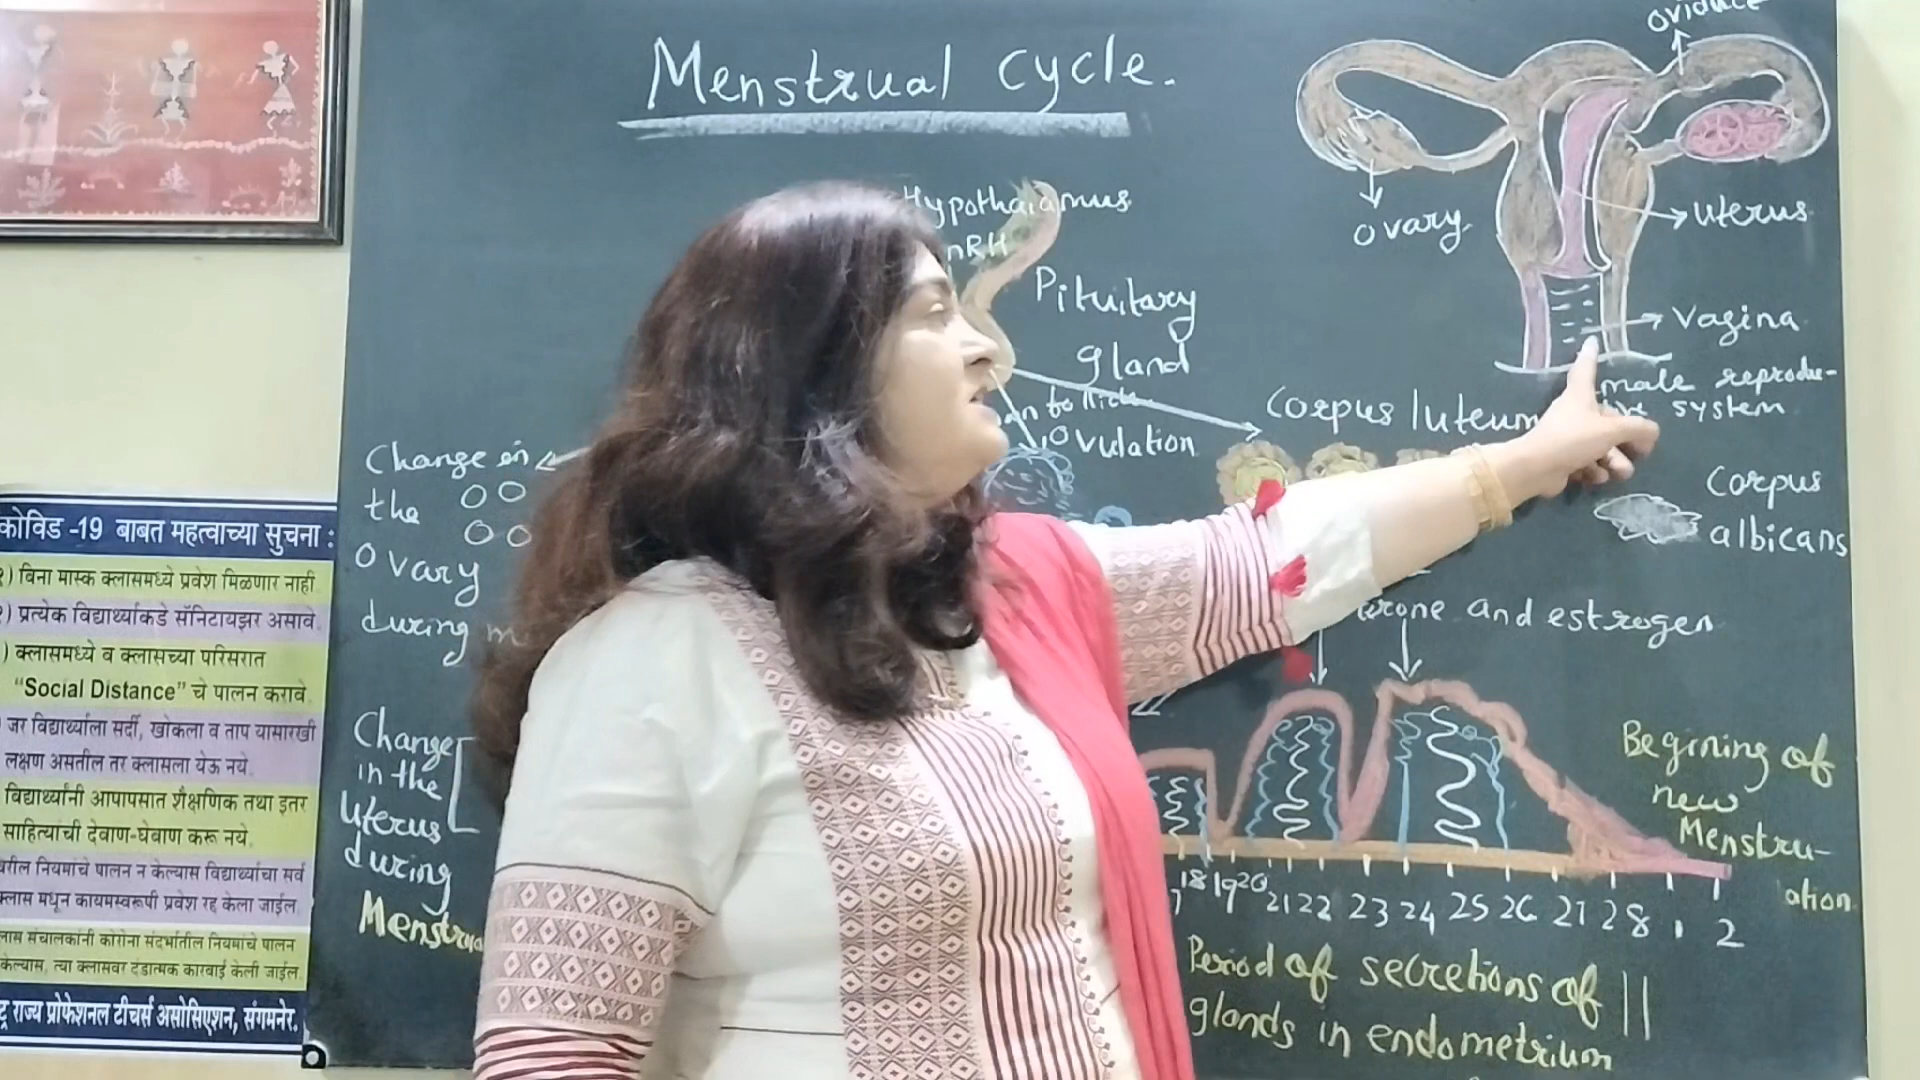 Menstrual cycle.
Hypothalamus
nRH
Pituitary
gland
ovulation
Corpus luteum
Corpus
albicans
ovary
uterus
Vagina
male reprodu-
system
Change in
the
ovary
during m
Change
in the
Uterus
during
Menstrua
and estrogen
Begining of
new
Menstru-
ation
18 19 20 21 22 23 24 25 26 27 28 1 2
Period of secretions of
glands in endometrium
कोविड -19 बाबत महत्वाच्या सुचना :
) विना मास्क क्लासमध्ये प्रवेश मिळणार नाही
) प्रत्येक विद्यार्थ्याकडे सॅनिटायझर असावे.
) क्लासमध्ये व क्लासच्या परिसरात
“Social Distance” चे पालन करावे.
जर विद्यार्थ्याला सर्दी, खोकला व ताप यासारखी
लक्षण असतील तर क्लासला येऊ नये.
विद्यार्थ्यांनी आपापसात शैक्षणिक तथा इतर
साहित्यांची देवाण-घेवाण करू नये.
वरील नियमांचे पालन न केल्यास विद्यार्थ्याचा सर्व
क्लास मधून कायमस्वरूपी प्रवेश रद्द केला जाईल.
क्लास संचालकांनी कोरोना संदर्भातील नियमांचे पालन
केल्यास, त्या क्लासवर दंडात्मक कारवाई केली जाईल.
राज्य प्रोफेशनल टीचर्स असोसिएशन, संगमनेर.